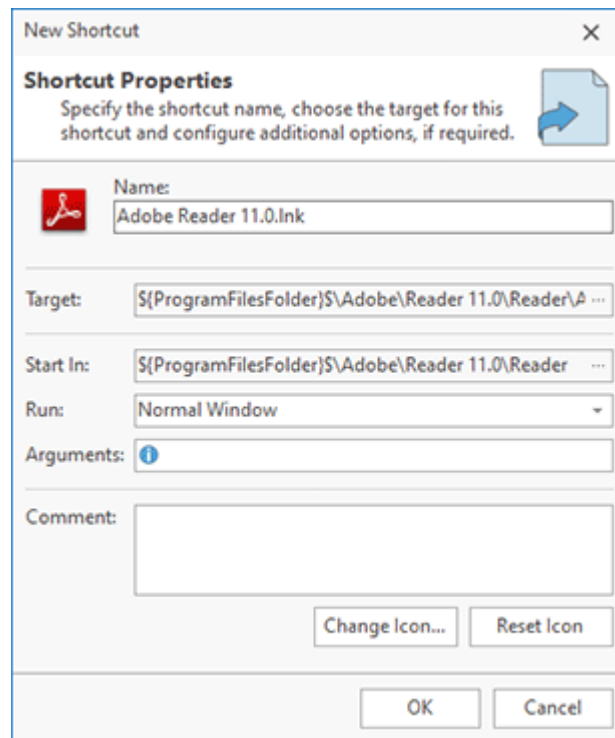 New Shortcut
Shortcut Properties
Specify the shortcut name, choose the target for this
shortcut and configure additional options, if required.
Name:
Adobe Reader 11.0.lnk
Target: ${ProgramFilesFolder}$\Adobe\Reader 11.0\Reader\A ...
Start In: ${ProgramFilesFolder}$\Adobe\Reader 11.0\Reader ...
Run: Normal Window
Arguments:
Comment:
Change Icon... Reset Icon
OK Cancel